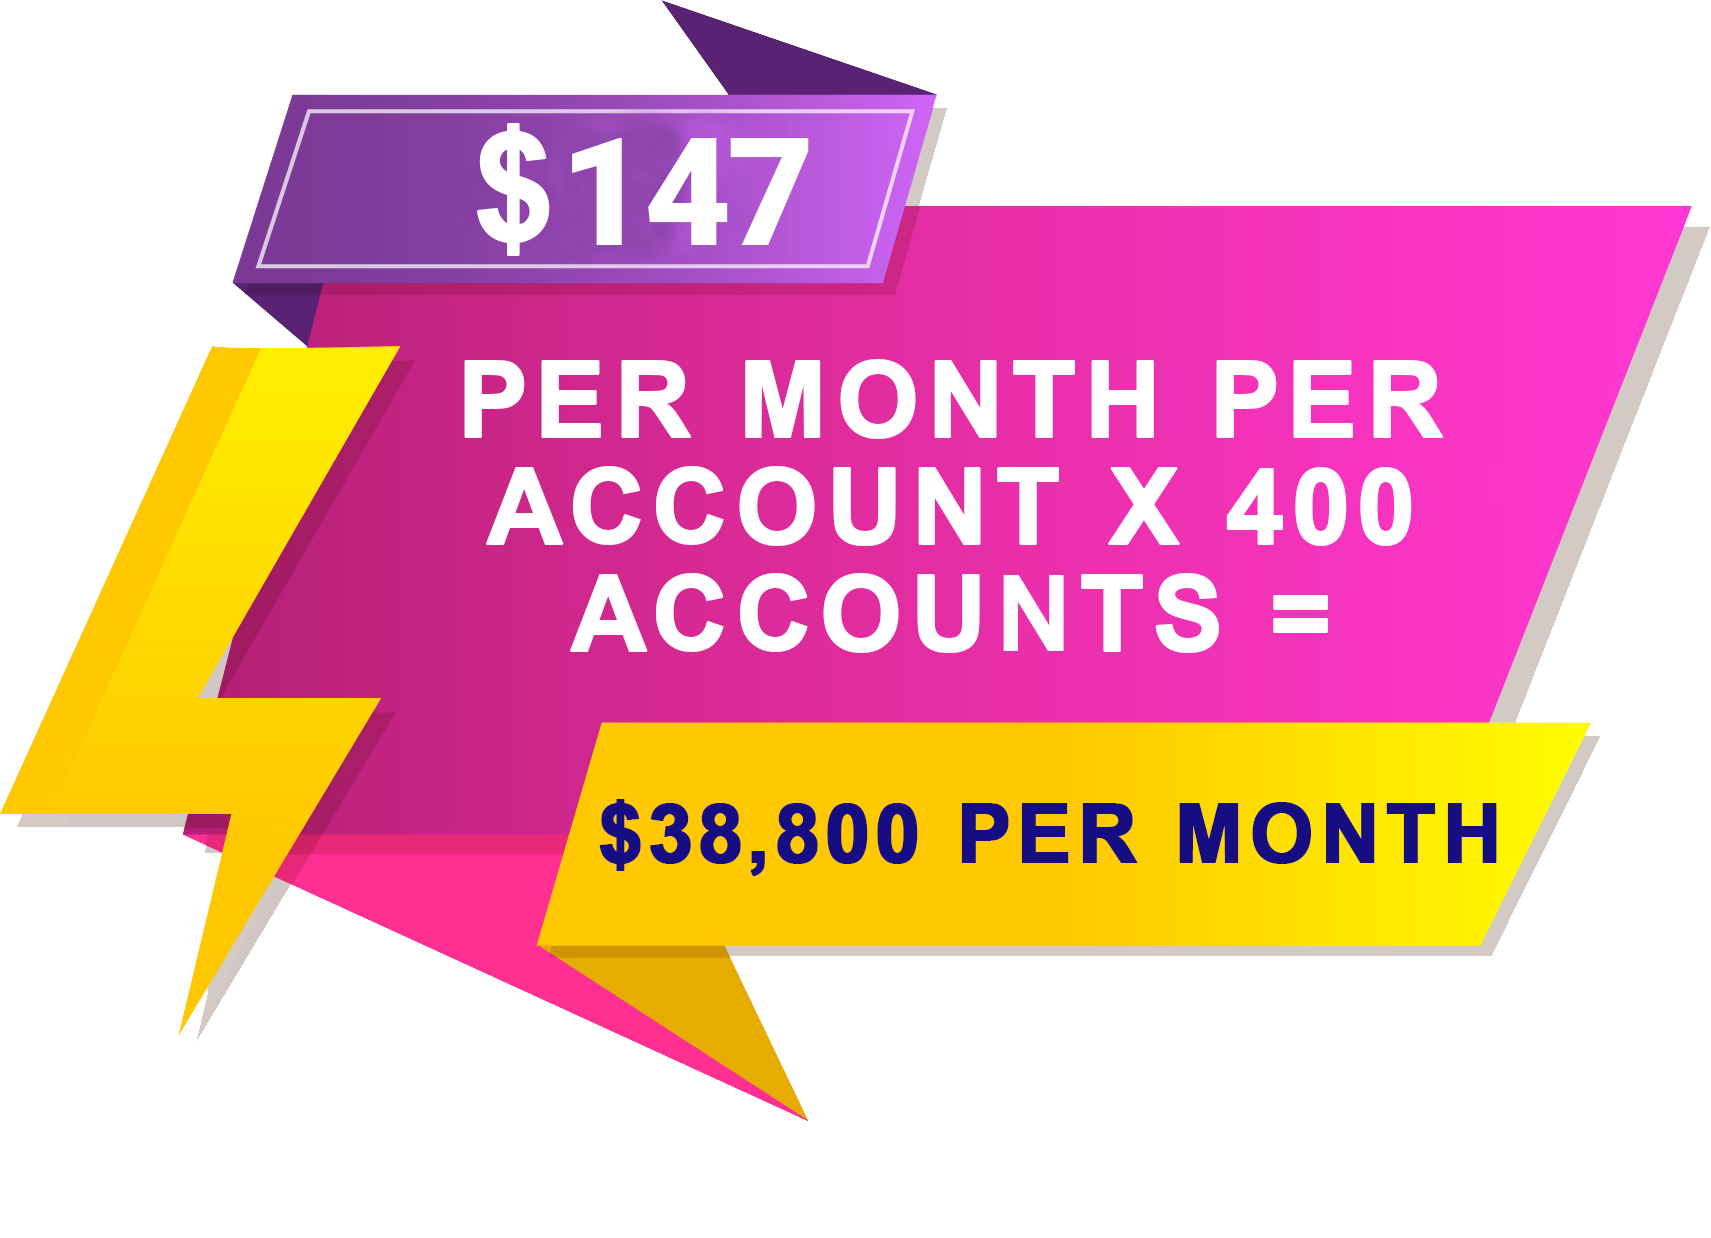 $147
PER MONTH PER
ACCOUNT X 400
ACCOUNTS =
$38,800 PER MONTH